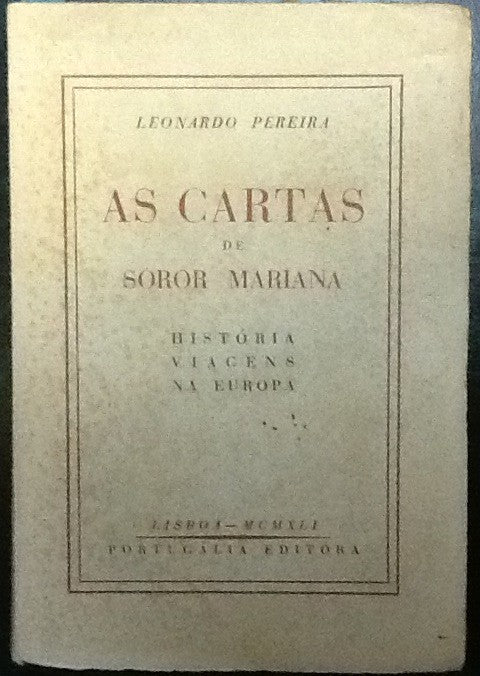 LEONARDO PEREIRA
AS CARTAS
DE
SOROR MARIANA
HISTÓRIA
VIAGENS
NA EUROPA
LISBOA—MCMXLI
PORTUGÁLIA EDITORA